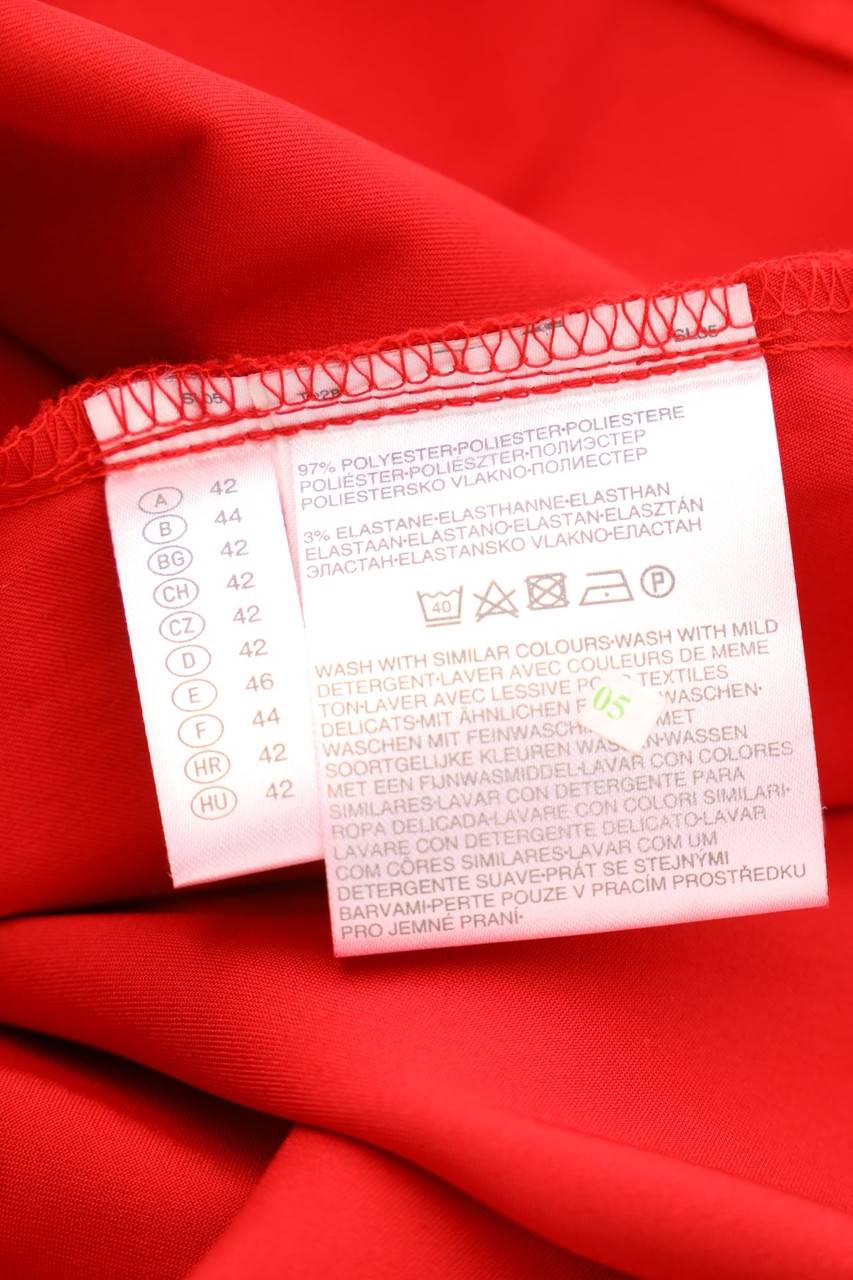 SL05
SL05
A 42
B 44
BG 42
CH 42
CZ 42
D 42
E 46
F 44
HR 42
HU 42
97% POLYESTER·POLIESTER·POLIESTERE
POLIÉSTER·POLIESZTER·ПОЛИЭСТЕР
POLIESTERSKO VLAKNO·ПОЛИЕСТЕР
3% ELASTANE·ELASTHANNE·ELASTHAN
ELASTAAN·ELASTANO·ELASTAN·ELASZTÁN
ЭЛАСТАН·ELASTANSKO VLAKNO·ЕЛАСТАН
40 P
WASH WITH SIMILAR COLOURS·WASH WITH MILD
DETERGENT·LAVER AVEC COULEURS DE MEME
TON·LAVER AVEC LESSIVE TEXTILES
DELICATS·MIT ÄHNLICHEN WASCHEN·
WASCHEN MIT MET
SOORTGELIJKE KLEUREN WASSEN
MET EEN FIJNWASMIDDEL·LAVAR CON COLORES
SIMILARES·LAVAR CON DETERGENTE PARA
ROPA DELICADA·LAVARE CON COLORI SIMILARI·
LAVARE CON DETERGENTE DELICATO·LAVAR
COM CÔRES SIMILARES·LAVAR COM UM
DETERGENTE SUAVE·PRÁT SE STEJNÝMI
BARVAMI·PERTE POUZE V PRACÍM PROSTŘEDKU
PRO JEMNÉ PRANÍ·
05